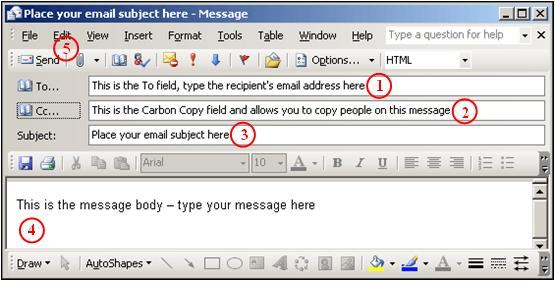 Place your email subject here - Message
File Edit View Insert Format Tools Table Window Help Type a question for help
5
Send Options... HTML
To... This is the To field, type the recipient's email address here 1
Cc... This is the Carbon Copy field and allows you to copy people on this message 2
Subject: Place your email subject here 3
Arial 10 A B I U
This is the message body – type your message here
4
Draw AutoShapes A A